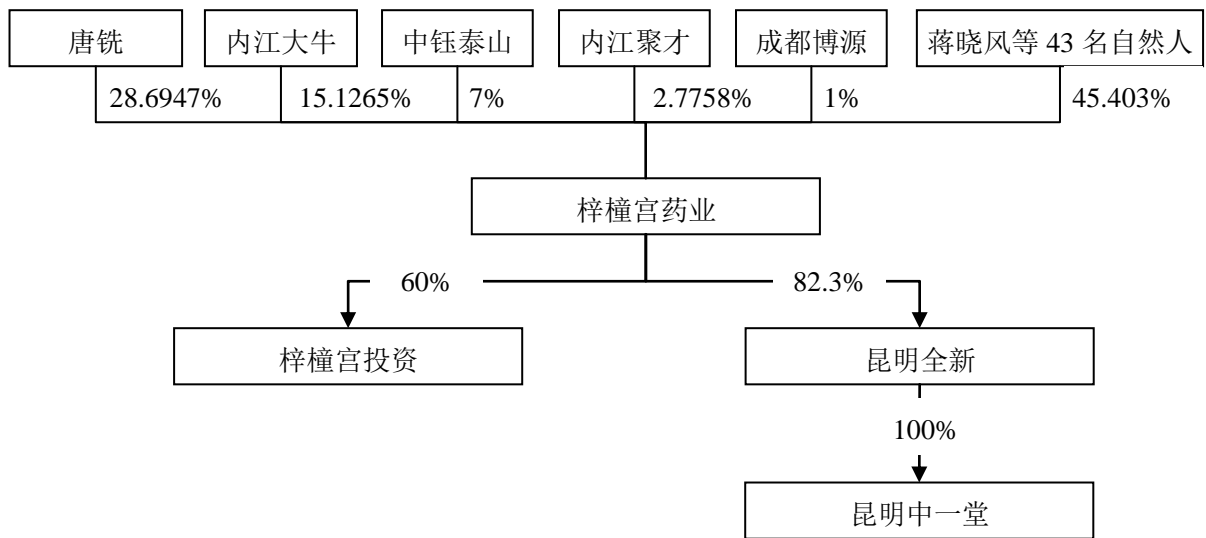 唐铣
内江大牛
中钰泰山
内江聚才
成都博源
蒋晓风等 43 名自然人
28.6947%
15.1265%
7%
2.7758%
1%
45.403%
梓橦宫药业
60%
82.3%
梓橦宫投资
昆明全新
100%
昆明中一堂